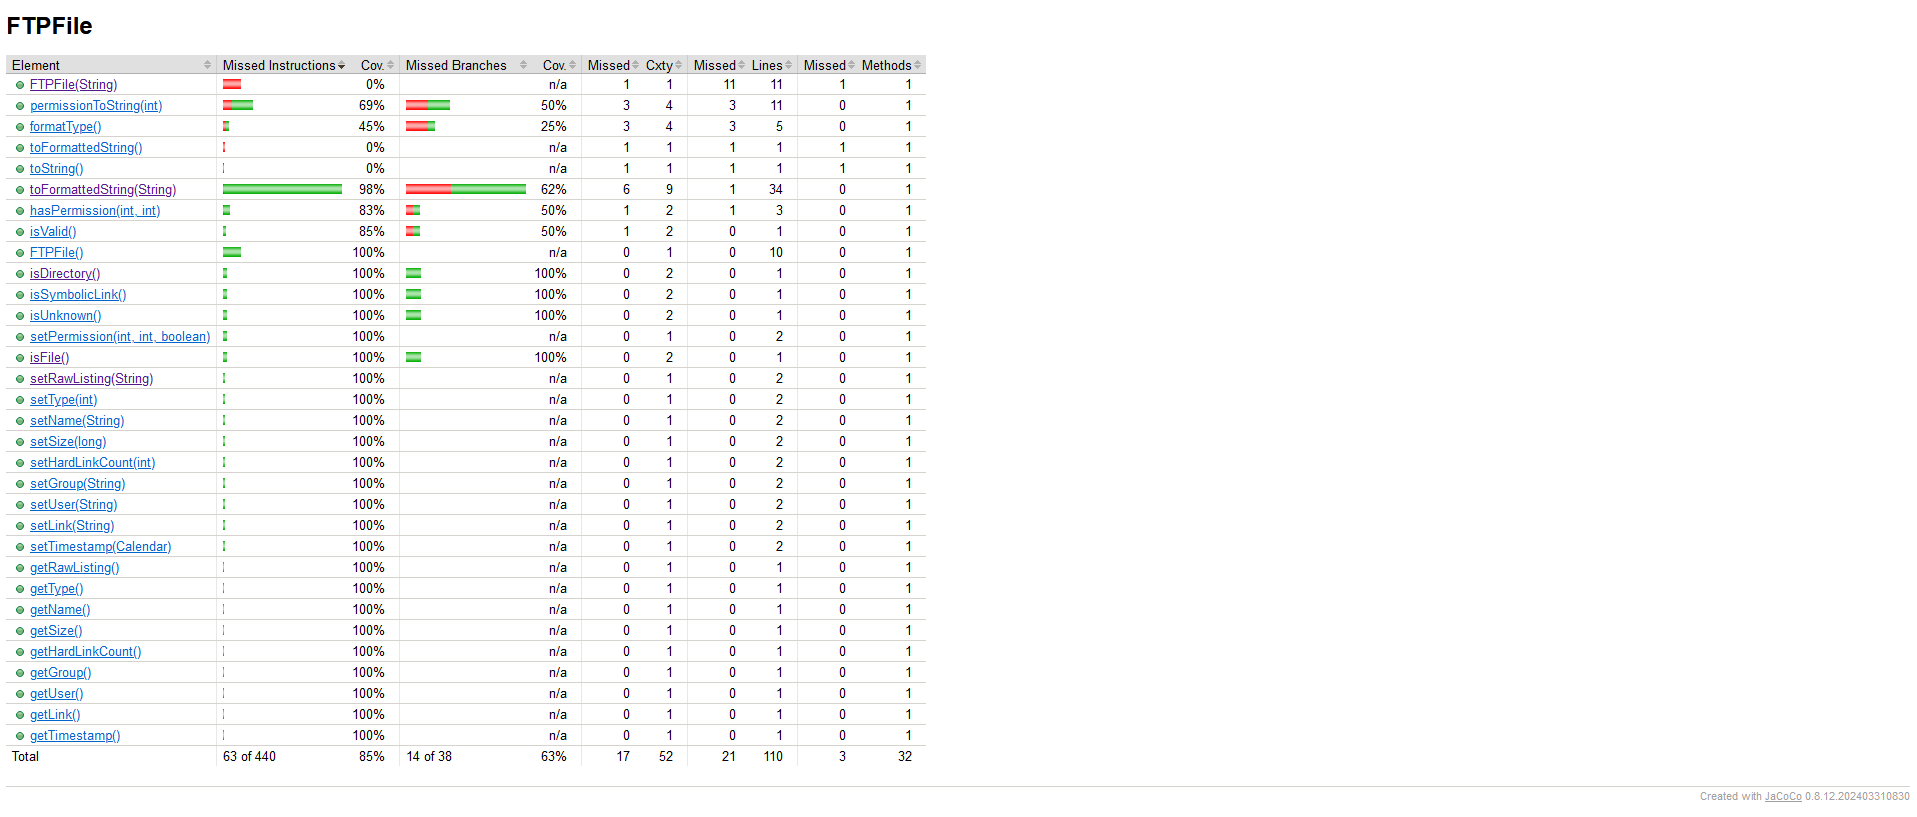 FTPFile
Element Missed Instructions Cov. Missed Branches Cov. Missed Cxty Missed Lines Missed Methods
FTPFile(String) 0% n/a 1 1 11 11 1 1
permissionToString(int) 69% 50% 3 4 3 11 0 1
formatType() 45% 25% 3 4 3 5 0 1
toFormattedString() 0% n/a 1 1 1 1 1 1
toString() 0% n/a 1 1 1 1 1 1
toFormattedString(String) 98% 62% 6 9 1 34 0 1
hasPermission(int, int) 83% 50% 1 2 1 3 0 1
isValid() 85% 50% 1 2 0 1 0 1
FTPFile() 100% n/a 0 1 0 10 0 1
isDirectory() 100% 100% 0 2 0 1 0 1
isSymbolicLink() 100% 100% 0 2 0 1 0 1
isUnknown() 100% 100% 0 2 0 1 0 1
setPermission(int, int, boolean) 100% n/a 0 1 0 2 0 1
isFile() 100% 100% 0 2 0 1 0 1
setRawListing(String) 100% n/a 0 1 0 2 0 1
setType(int) 100% n/a 0 1 0 2 0 1
setName(String) 100% n/a 0 1 0 2 0 1
setSize(long) 100% n/a 0 1 0 2 0 1
setHardLinkCount(int) 100% n/a 0 1 0 2 0 1
setGroup(String) 100% n/a 0 1 0 2 0 1
setUser(String) 100% n/a 0 1 0 2 0 1
setLink(String) 100% n/a 0 1 0 2 0 1
setTimestamp(Calendar) 100% n/a 0 1 0 2 0 1
getRawListing() 100% n/a 0 1 0 1 0 1
getType() 100% n/a 0 1 0 1 0 1
getName() 100% n/a 0 1 0 1 0 1
getSize() 100% n/a 0 1 0 1 0 1
getHardLinkCount() 100% n/a 0 1 0 1 0 1
getGroup() 100% n/a 0 1 0 1 0 1
getUser() 100% n/a 0 1 0 1 0 1
getLink() 100% n/a 0 1 0 1 0 1
getTimestamp() 100% n/a 0 1 0 1 0 1
Total 63 of 440 85% 14 of 38 63% 17 52 21 110 3 32
Created with JaCoCo 0.8.12.202403310830